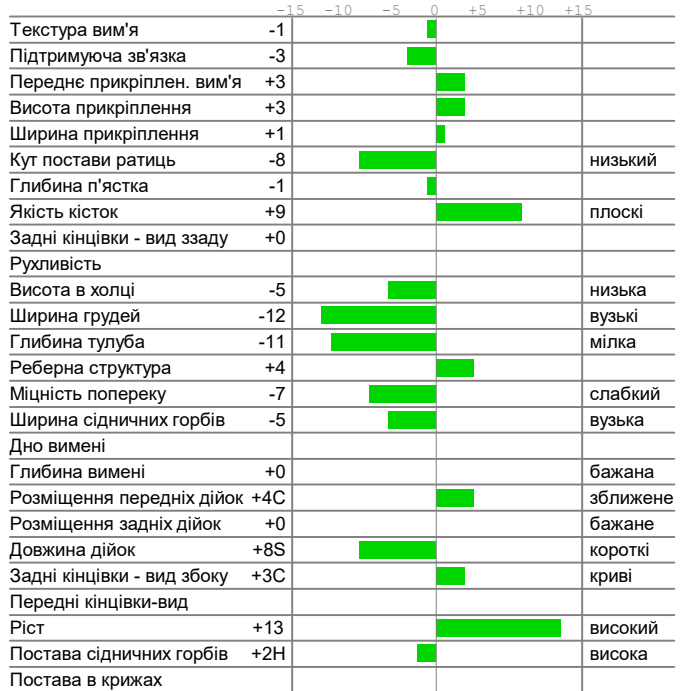 -15 -10 -5 0 +5 +10 +15
Текстура вим'я -1
Підтримуюча зв'язка -3
Переднє прикріплен. вим'я +3
Висота прикріплення +3
Ширина прикріплення +1
Кут постави ратиць -8 низький
Глибина п'ястка -1
Якість кісток +9 плоскі
Задні кінцівки - вид ззаду +0
Рухливість
Висота в холці -5 низька
Ширина грудей -12 вузькі
Глибина тулуба -11 мілка
Реберна структура +4
Міцність попереку -7 слабкий
Ширина сідничних горбів -5 вузька
Дно вимені
Глибина вимені +0 бажана
Розміщення передніх дійок +4C зближене
Розміщення задніх дійок +0 бажане
Довжина дійок +8S короткі
Задні кінцівки - вид збоку +3C криві
Передні кінцівки-вид
Ріст +13 високий
Постава сідничних горбів +2H висока
Постава в крижах